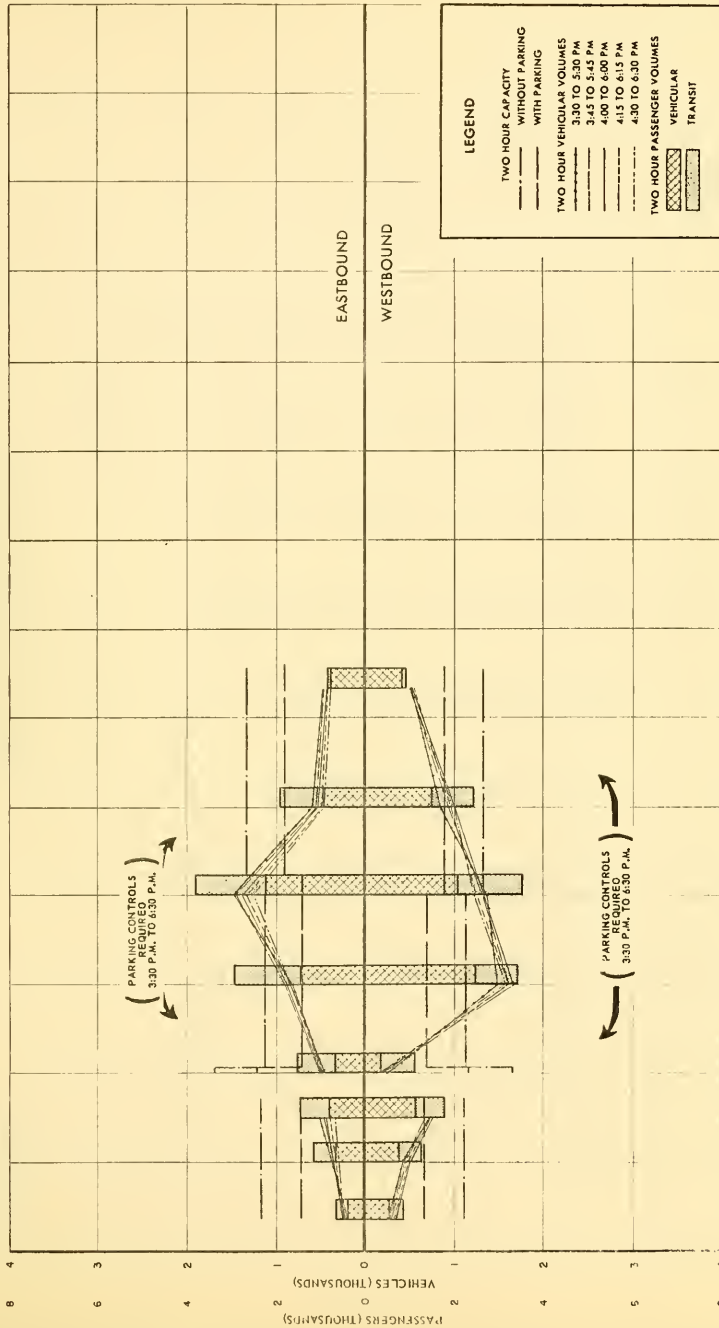 ( PARKING CONTROLS
REQUIRED
3:30 P.M. TO 6:30 P.M. )
EASTBOUND
WESTBOUND
( PARKING CONTROLS
REQUIRED
3:30 P.M. TO 6:30 P.M. )
PASSENGERS (THOUSANDS)
8
6
4
2
0
2
4
6
VEHICLES (THOUSANDS)
4
3
2
1
0
1
2
3
LEGEND
TWO HOUR CAPACITY
WITHOUT PARKING
WITH PARKING
TWO HOUR VEHICULAR VOLUMES
3:30 TO 5:30 PM
3:45 TO 5:45 PM
4:00 TO 6:00 PM
4:15 TO 6:15 PM
4:30 TO 6:30 PM
TWO HOUR PASSENGER VOLUMES
VEHICULAR
TRANSIT